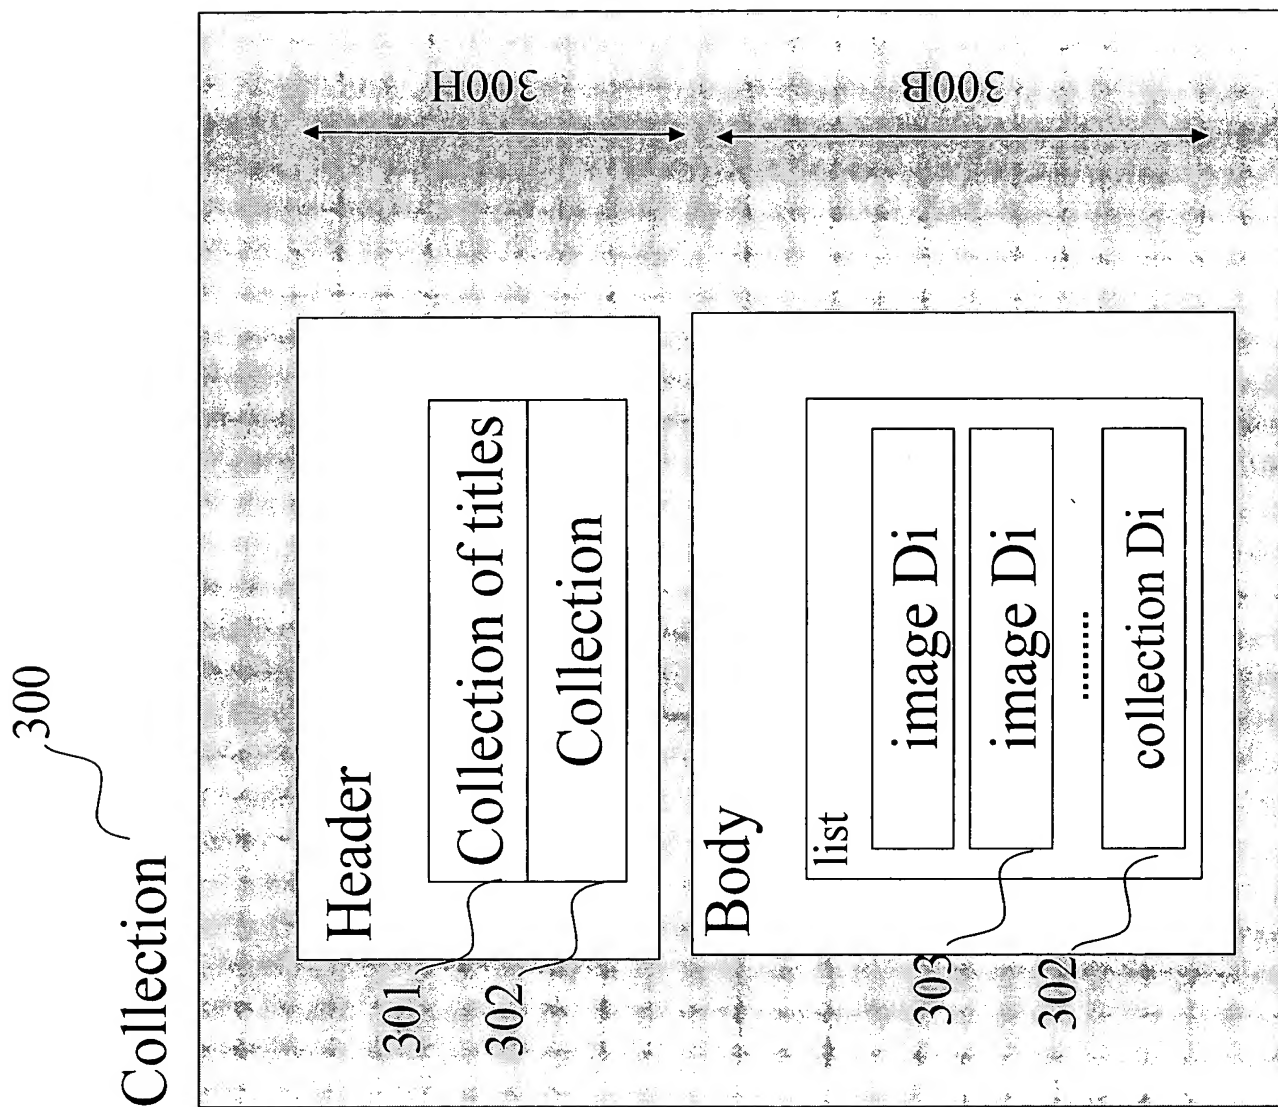 Collection
300
Header
300H
301
Collection of titles
302
Collection
Body
300B
list
image Di
303
image Di
.........
302
collection Di